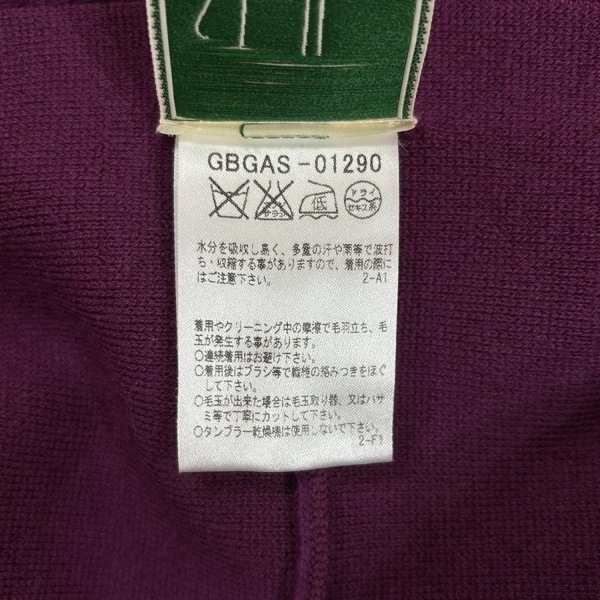 GBGAS-01290
低
ドライ
セキユ系
水分を吸収し易く、多量の汗や雨等で波打
ち・収縮する事がありますので、着用の際に
はご注意下さい。 2-A1
着用やクリーニング中の摩擦で毛羽立ち、毛
玉が発生する事があります。
○連続着用はお避け下さい。
○着用後はブラシ等で繊維の絡みつきをほぐ
して下さい。
○毛玉が出来た場合は毛玉取り器、又はハサ
ミ等で丁寧にカットして下さい。
○タンブラー乾燥機は使用しないで下さい。
2-F1